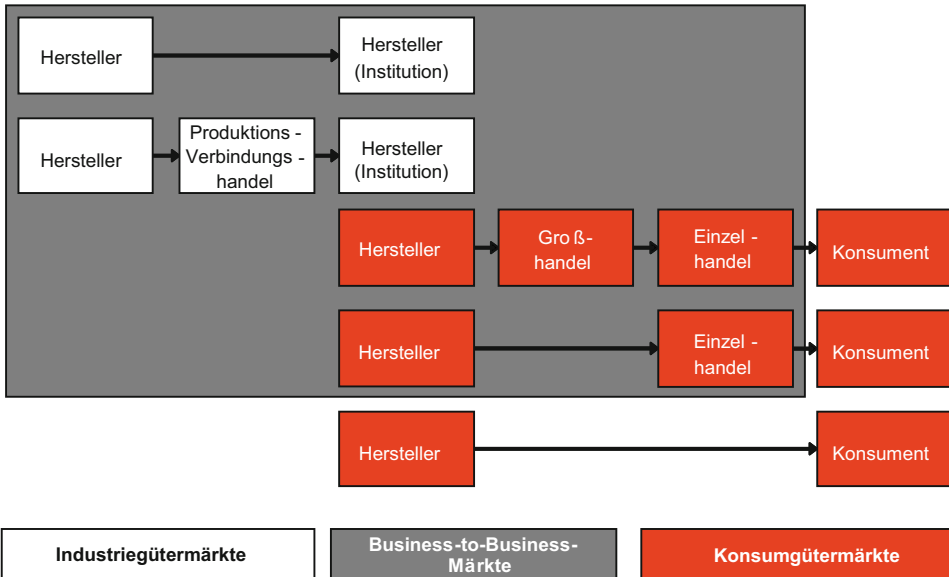 Hersteller
Hersteller
(Institution)
Hersteller
Produktions -
Verbindungs -
handel
Hersteller
(Institution)
Hersteller
Gro ß-
handel
Einzel -
handel
Konsument
Hersteller
Einzel -
handel
Konsument
Hersteller
Konsument
Industriegütermärkte
Business-to-Business-
Märkte
Konsumgütermärkte